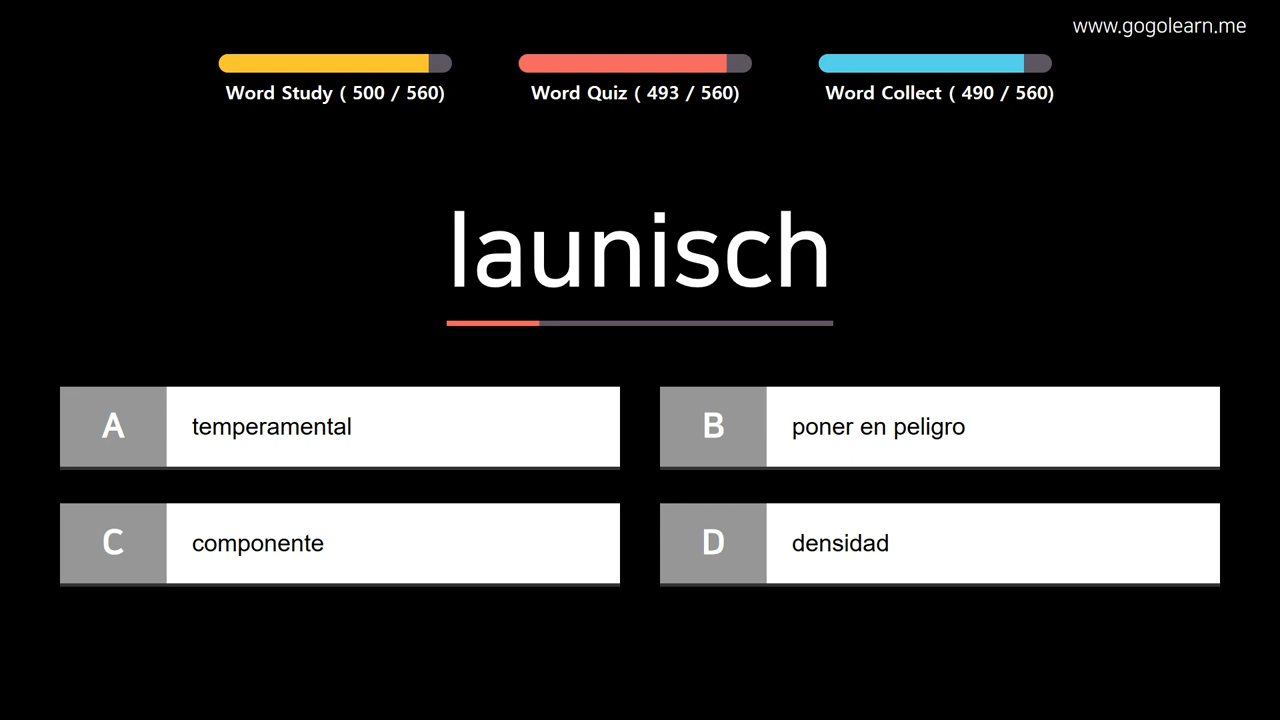 www.gogolearn.me
Word Study ( 500 / 560)
Word Quiz ( 493 / 560)
Word Collect ( 490 / 560)
launisch
A temperamental
B poner en peligro
C componente
D densidad